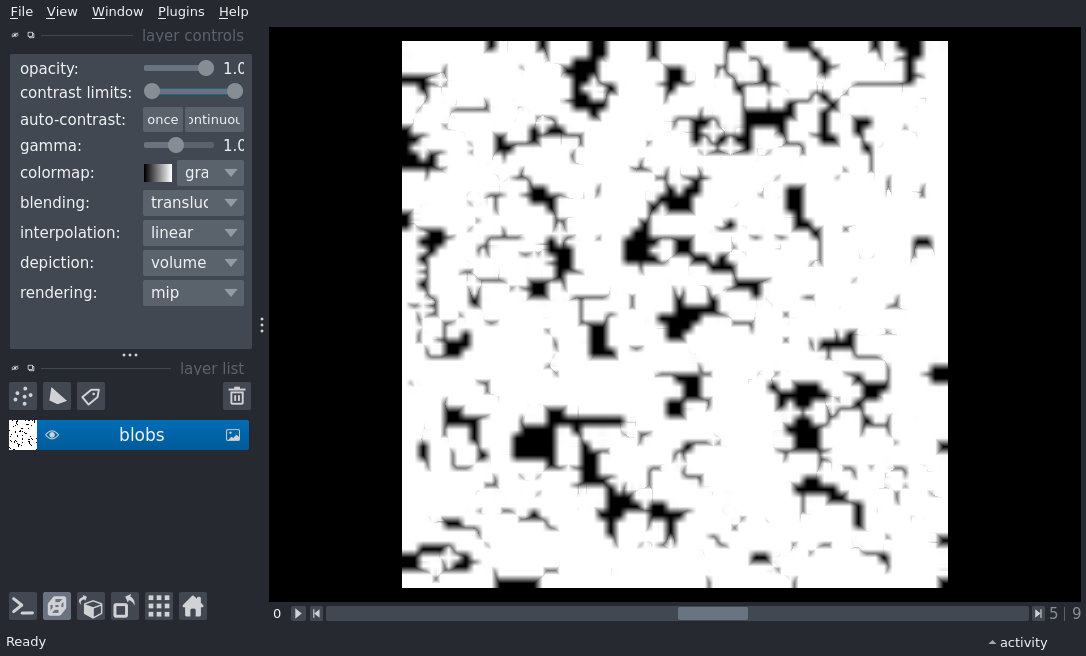 File View Window Plugins Help
layer controls
opacity: 1.0
contrast limits:
auto-contrast: once ontinuou
gamma: 1.0
colormap: gra
blending: transluc
interpolation: linear
depiction: volume
rendering: mip
layer list
blobs
0 5 | 9
Ready activity